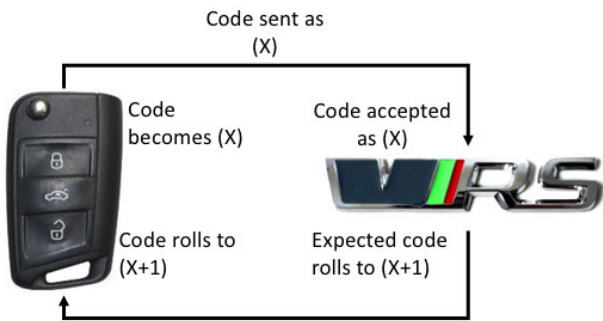 Code sent as
(X)
Code
becomes (X)
Code accepted
as (X)
VRS
Code rolls to
(X+1)
Expected code
rolls to (X+1)